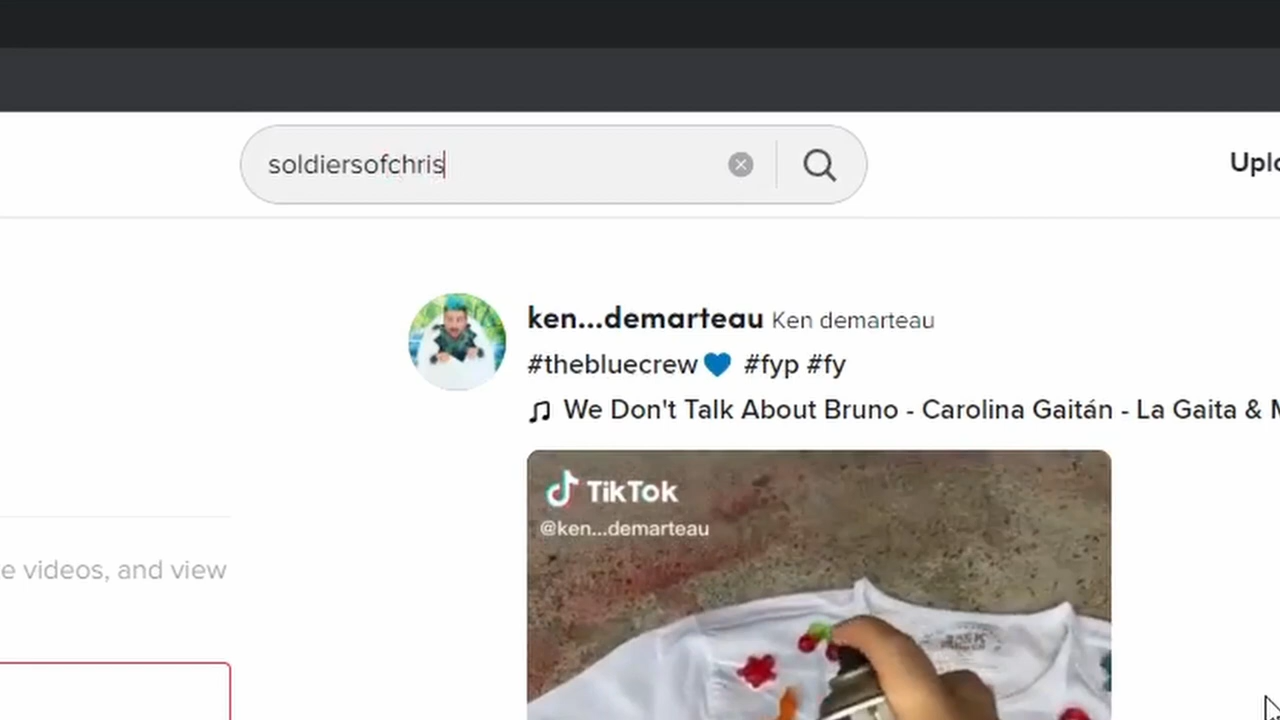 soldiersofchris
Uplo
ken...demarteau Ken demarteau
#thebluecrew💙 #fyp #fy
We Don't Talk About Bruno - Carolina Gaitán - La Gaita & M
TikTok
@ken...demarteau
e videos, and view